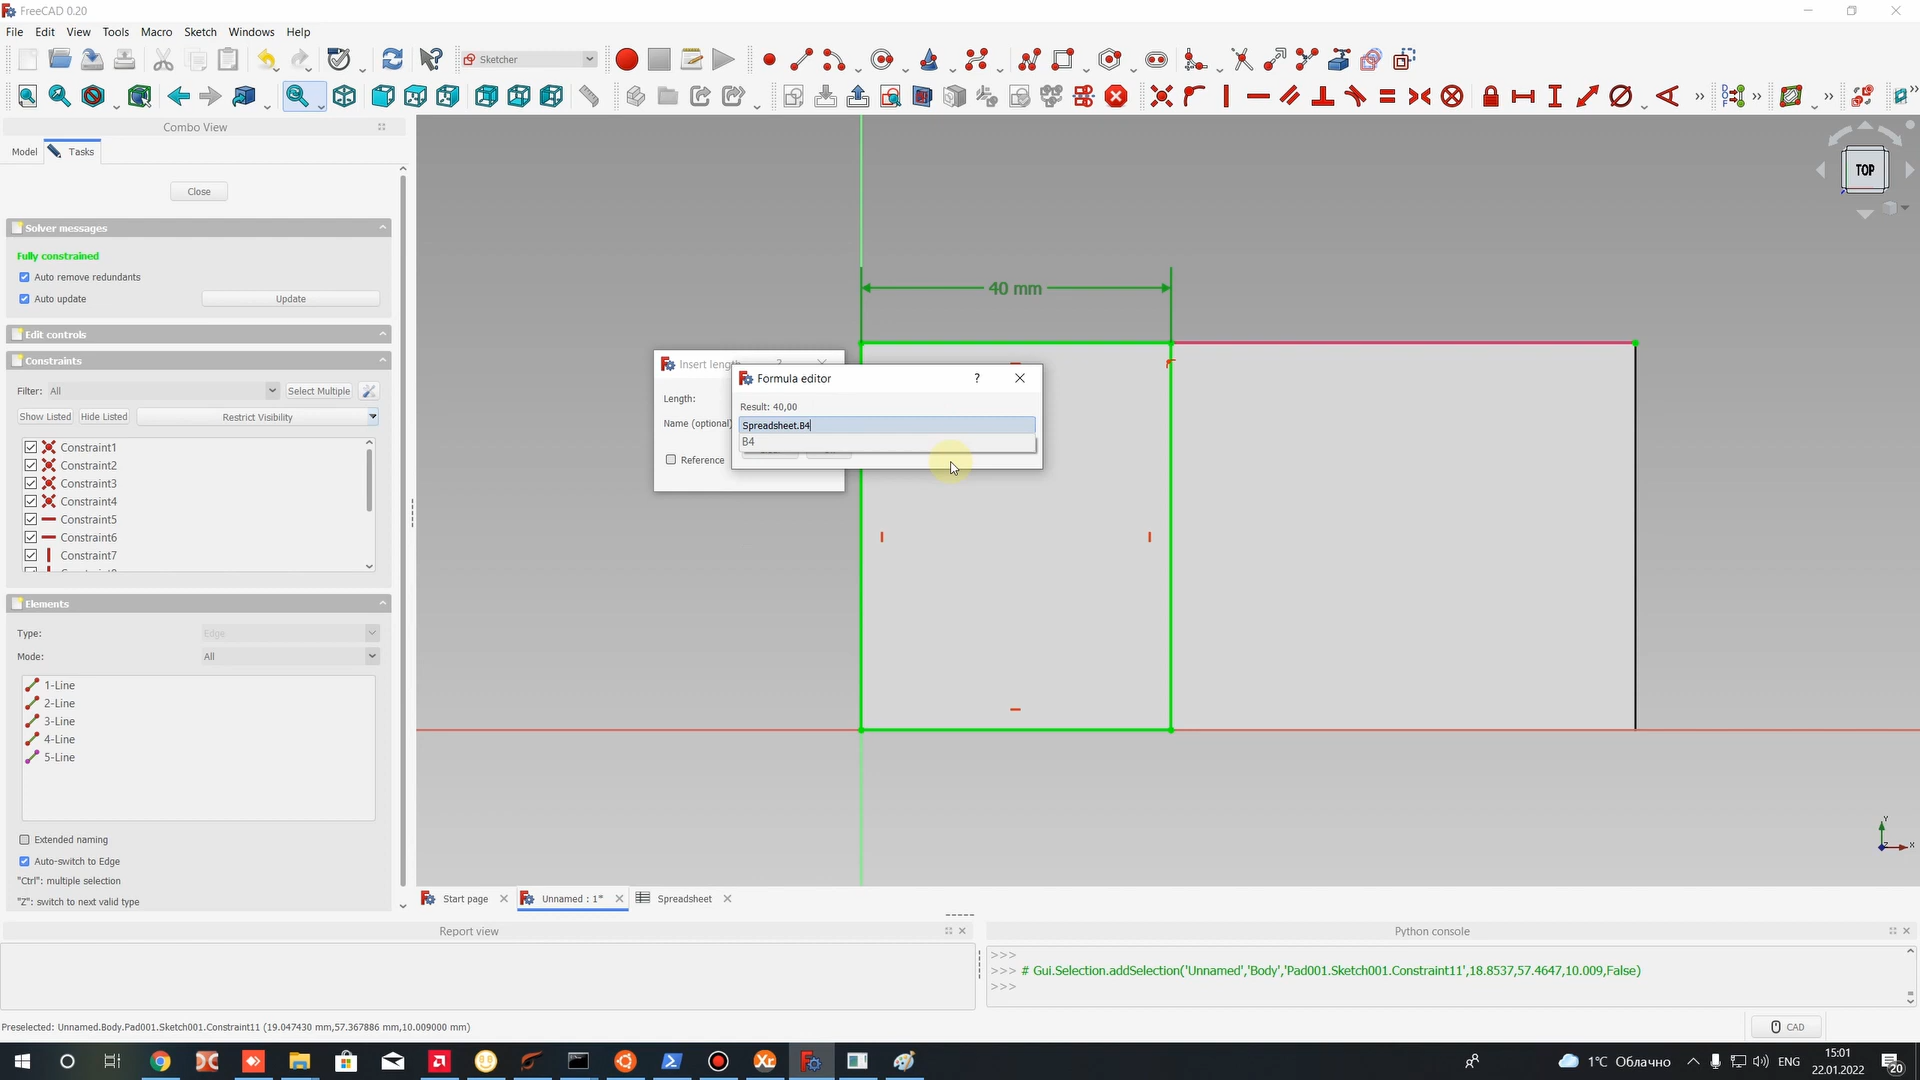 FreeCAD 0.20
File Edit View Tools Macro Sketch Windows Help
Sketcher
Combo View
Model Tasks
Close
Solver messages
Fully constrained
Auto remove redundants
Auto update Update
Edit controls
Constraints
Filter: All Select Multiple
Show Listed Hide Listed Restrict Visibility
Constraint1
Constraint2
Constraint3
Constraint4
Constraint5
Constraint6
Constraint7
Elements
Type: Edge
Mode: All
1-Line
2-Line
3-Line
4-Line
5-Line
Extended naming
Auto-switch to Edge
"Ctrl": multiple selection
"Z": switch to next valid type
TOP
40 mm
Insert leng ?
Length:
Name (optional)
Reference
Formula editor ?
Result: 40,00
Spreadsheet.B4
B4
Y
Z X
Start page Unnamed : 1* Spreadsheet
Report view
Python console
>>>
>>> # Gui.Selection.addSelection('Unnamed','Body','Pad001.Sketch001.Constraint11',18.8537,57.4647,10.009,False)
>>>
Preselected: Unnamed.Body.Pad001.Sketch001.Constraint11 (19.047430 mm,57.367886 mm,10.009000 mm)
CAD
1°C Облачно ENG 15:01
22.01.2022 20